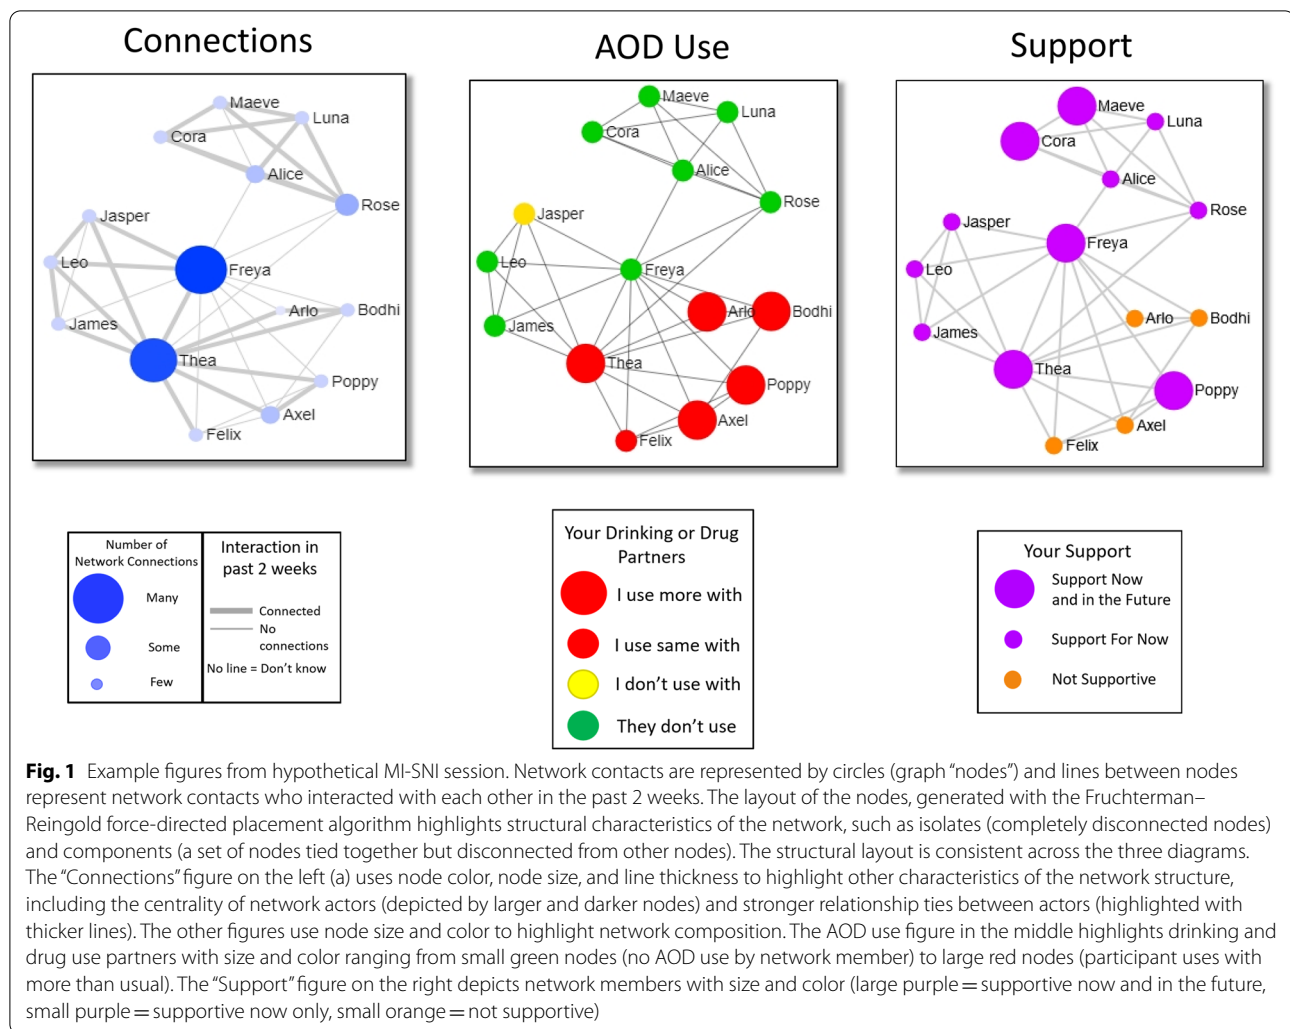 Connections
AOD Use
Support
Maeve
Luna
Cora
Alice
Rose
Jasper
Leo
Freya
James
Arlo
Bodhi
Thea
Poppy
Axel
Felix
Maeve
Luna
Cora
Alice
Rose
Jasper
Leo
Freya
James
Arlo
Bodhi
Thea
Poppy
Axel
Felix
Maeve
Luna
Cora
Alice
Rose
Jasper
Freya
Leo
James
Arlo
Bodhi
Thea
Poppy
Axel
Felix
Number of
Network Connections
Many
Some
Few
Interaction in
past 2 weeks
Connected
No
connections
No line = Don't know
Your Drinking or Drug
Partners
I use more with
I use same with
I don't use with
They don't use
Your Support
Support Now
and in the Future
Support For Now
Not Supportive
Fig. 1 Example figures from hypothetical MI-SNI session. Network contacts are represented by circles (graph “nodes”) and lines between nodes
represent network contacts who interacted with each other in the past 2 weeks. The layout of the nodes, generated with the Fruchterman–
Reingold force-directed placement algorithm highlights structural characteristics of the network, such as isolates (completely disconnected nodes)
and components (a set of nodes tied together but disconnected from other nodes). The structural layout is consistent across the three diagrams.
The “Connections” figure on the left (a) uses node color, node size, and line thickness to highlight other characteristics of the network structure,
including the centrality of network actors (depicted by larger and darker nodes) and stronger relationship ties between actors (highlighted with
thicker lines). The other figures use node size and color to highlight network composition. The AOD use figure in the middle highlights drinking and
drug use partners with size and color ranging from small green nodes (no AOD use by network member) to large red nodes (participant uses with
more than usual). The “Support” figure on the right depicts network members with size and color (large purple = supportive now and in the future,
small purple = supportive now only, small orange = not supportive)